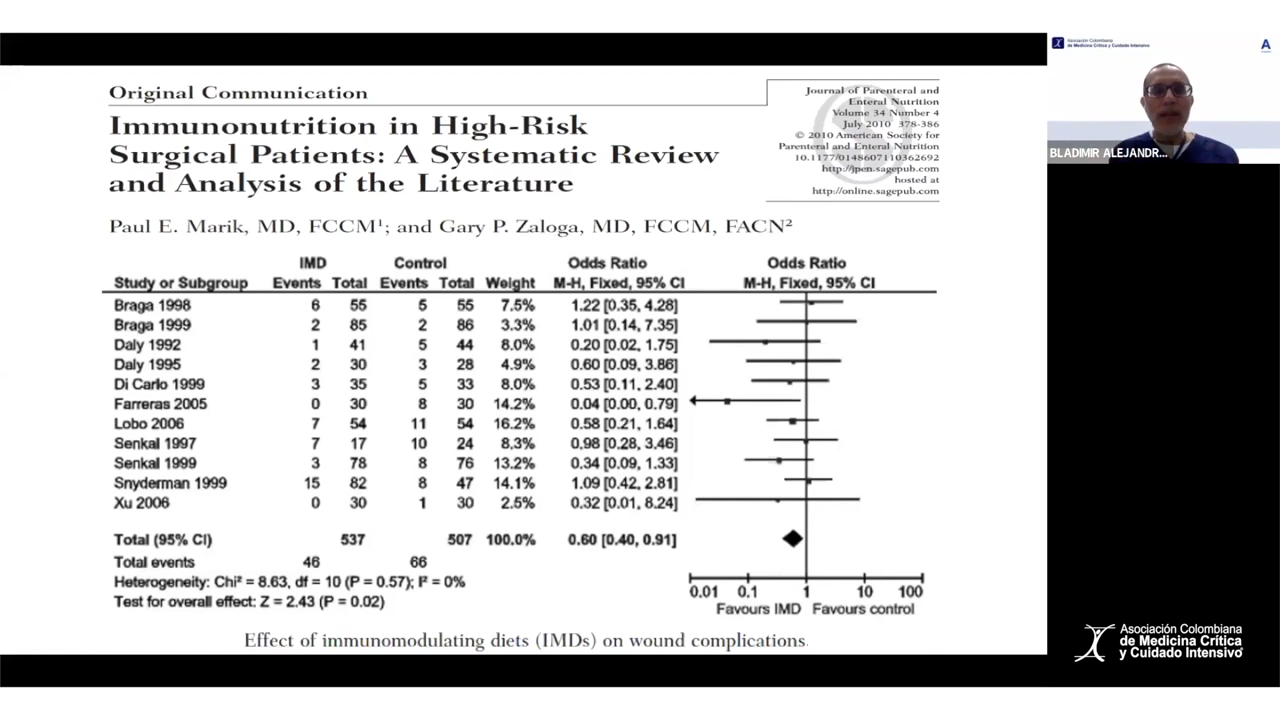 Original Communication
Immunonutrition in High-Risk
Surgical Patients: A Systematic Review
and Analysis of the Literature
Paul E. Marik, MD, FCCM¹; and Gary P. Zaloga, MD, FCCM, FACN²
Journal of Parenteral and
Enteral Nutrition
Volume 34 Number 4
July 2010 378-386
© 2010 American Society for
Parenteral and Enteral Nutrition
10.1177/0148607110362692
http://jpen.sagepub.com
hosted at
http://online.sagepub.com
IMD Control Odds Ratio Odds Ratio
Study or Subgroup Events Total Events Total Weight M-H, Fixed, 95% CI M-H, Fixed, 95% CI
Braga 1998 6 55 5 55 7.5% 1.22 [0.35, 4.28]
Braga 1999 2 85 2 86 3.3% 1.01 [0.14, 7.35]
Daly 1992 1 41 5 44 8.0% 0.20 [0.02, 1.75]
Daly 1995 2 30 3 28 4.9% 0.60 [0.09, 3.86]
Di Carlo 1999 3 35 5 33 8.0% 0.53 [0.11, 2.40]
Farreras 2005 0 30 8 30 14.2% 0.04 [0.00, 0.79]
Lobo 2006 7 54 11 54 16.2% 0.58 [0.21, 1.64]
Senkal 1997 7 17 10 24 8.3% 0.98 [0.28, 3.46]
Senkal 1999 3 78 8 76 13.2% 0.34 [0.09, 1.33]
Snyderman 1999 15 82 8 47 14.1% 1.09 [0.42, 2.81]
Xu 2006 0 30 1 30 2.5% 0.32 [0.01, 8.24]
Total (95% CI) 537 507 100.0% 0.60 [0.40, 0.91]
Total events 46 66
Heterogeneity: Chi² = 8.63, df = 10 (P = 0.57); I² = 0%
Test for overall effect: Z = 2.43 (P = 0.02)
0.01 0.1 1 10 100
Favours IMD Favours control
Effect of immunomodulating diets (IMDs) on wound complications.
Asociación Colombiana
de Medicina Crítica y Cuidado Intensivo
A
BLADIMIR ALEJANDR...
Asociación Colombiana
de Medicina Crítica
y Cuidado Intensivo